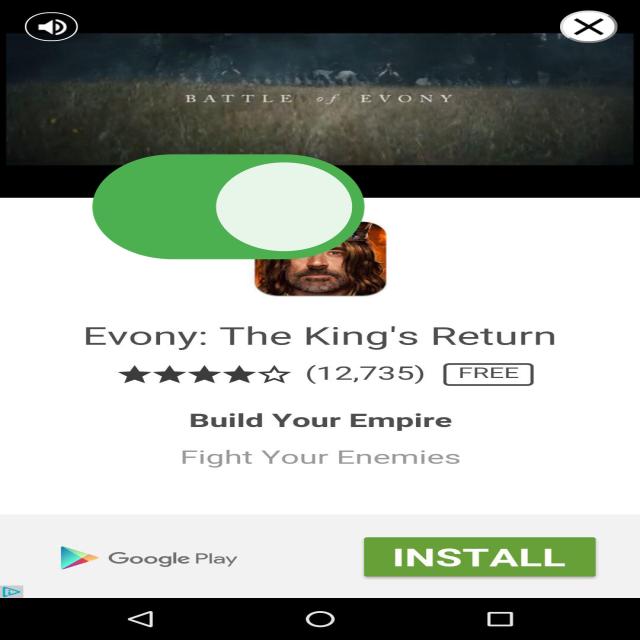 BATTLE of EVONY
Evony: The King's Return
(12,735) FREE
Build Your Empire
Fight Your Enemies
Google Play
INSTALL